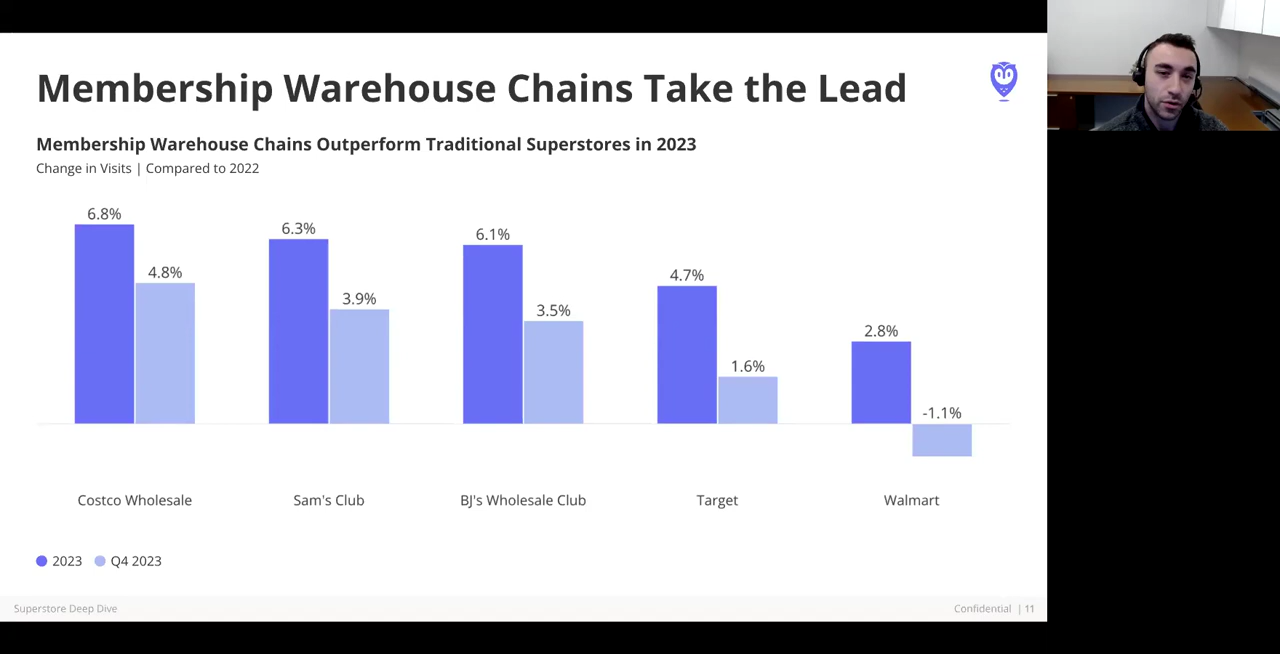 Membership Warehouse Chains Take the Lead
Membership Warehouse Chains Outperform Traditional Superstores in 2023
Change in Visits | Compared to 2022
6.8%
4.8%
6.3%
3.9%
6.1%
3.5%
4.7%
1.6%
2.8%
-1.1%
Costco Wholesale
Sam's Club
BJ's Wholesale Club
Target
Walmart
2023
Q4 2023
Superstore Deep Dive
Confidential | 11